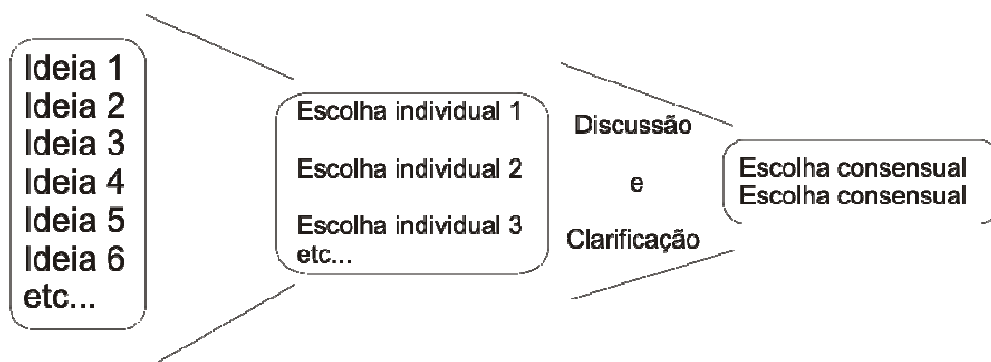 Ideia 1
Ideia 2
Ideia 3
Ideia 4
Ideia 5
Ideia 6
etc...
Escolha individual 1
Escolha individual 2
Escolha individual 3
etc...
Discussão
e
Clarificação
Escolha consensual
Escolha consensual